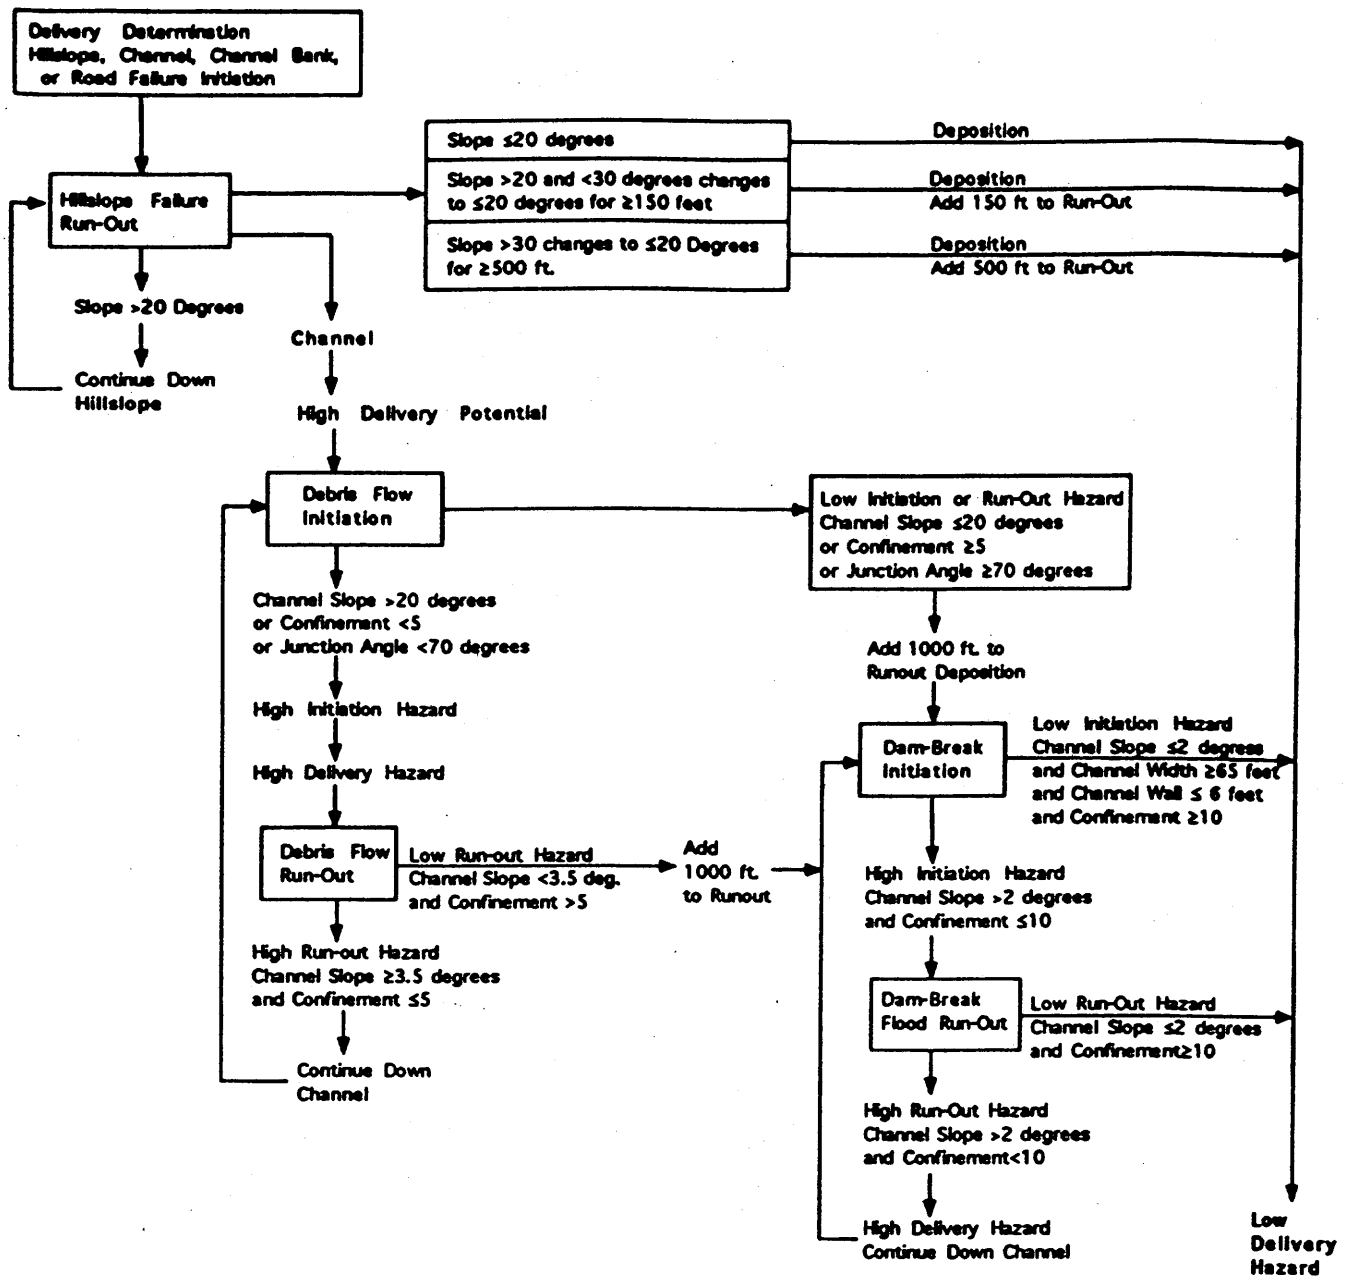 Delivery Determination
Hillslope, Channel, Channel Bank,
or Road Failure Initiation
Slope ≤20 degrees
Deposition
Slope >20 and <30 degrees changes
to ≤20 degrees for ≥150 feet
Deposition
Add 150 ft to Run-Out
Slope >30 changes to ≤20 Degrees
for ≥500 ft.
Deposition
Add 500 ft to Run-Out
Hillslope Failure
Run-Out
Slope >20 Degrees
Continue Down
Hillslope
Channel
High Delivery Potential
Debris Flow
Initiation
Low Initiation or Run-Out Hazard
Channel Slope ≤20 degrees
or Confinement ≥5
or Junction Angle ≥70 degrees
Channel Slope >20 degrees
or Confinement <5
or Junction Angle <70 degrees
Add 1000 ft. to
Runout Deposition
High Initiation Hazard
High Delivery Hazard
Dam-Break
Initiation
Low Initiation Hazard
Channel Slope ≤2 degrees
and Channel Width ≥65 feet
and Channel Wall ≤ 6 feet
and Confinement ≥10
Debris Flow
Run-Out
Low Run-out Hazard
Channel Slope <3.5 deg.
and Confinement >5
Add
1000 ft.
to Runout
High Initiation Hazard
Channel Slope >2 degrees
and Confinement ≤10
High Run-out Hazard
Channel Slope ≥3.5 degrees
and Confinement ≤5
Continue Down
Channel
Dam-Break
Flood Run-Out
Low Run-Out Hazard
Channel Slope ≤2 degrees
and Confinement≥10
High Run-Out Hazard
Channel Slope >2 degrees
and Confinement<10
High Delivery Hazard
Continue Down Channel
Low
Delivery
Hazard